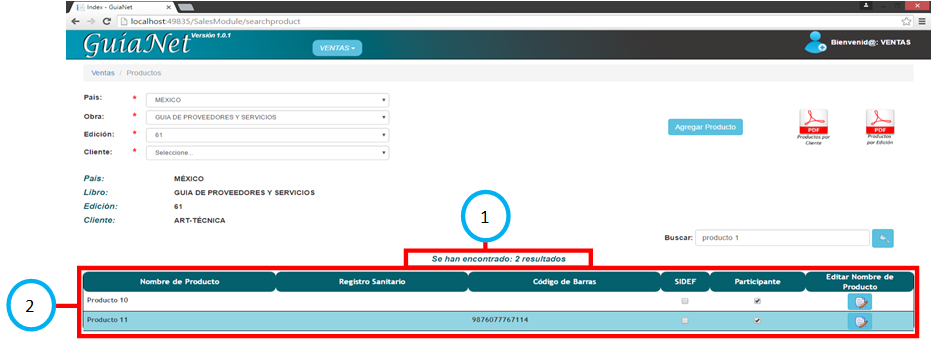 Index - GuiaNet
localhost:49835/SalesModule/searchproduct
GuíaNet Versión 1.0.1
VENTAS
Bienvenid@: VENTAS
Ventas / Productos
País: * MÉXICO
Obra: * GUIA DE PROVEEDORES Y SERVICIOS
Edición: * 61
Cliente: * Seleccione...
Agregar Producto
PDF
Productos por
Cliente
PDF
Productos
por Edición
País: MÉXICO
Libro: GUIA DE PROVEEDORES Y SERVICIOS
Edición: 61
Cliente: ART-TÉCNICA
1
Buscar: producto 1
Se han encontrado: 2 resultados
2
Nombre de Producto Registro Sanitario Código de Barras SIDEF Participante Editar Nombre de
Producto
Producto 10
Producto 11 9876077767114